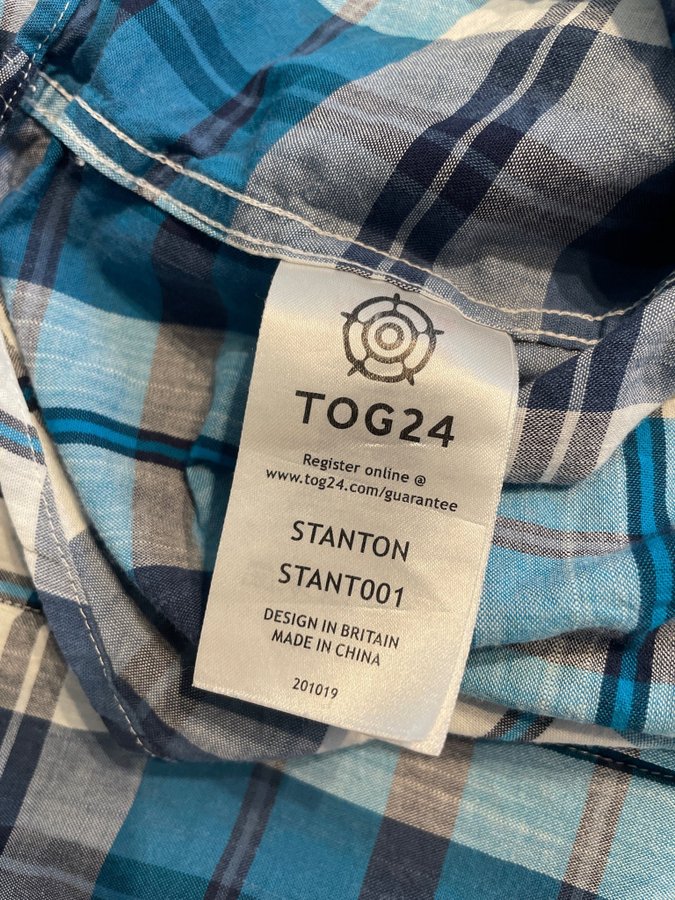 TOG24
Register online @
www.tog24.com/guarantee
STANTON
STANT001
DESIGN IN BRITAIN
MADE IN CHINA
201019